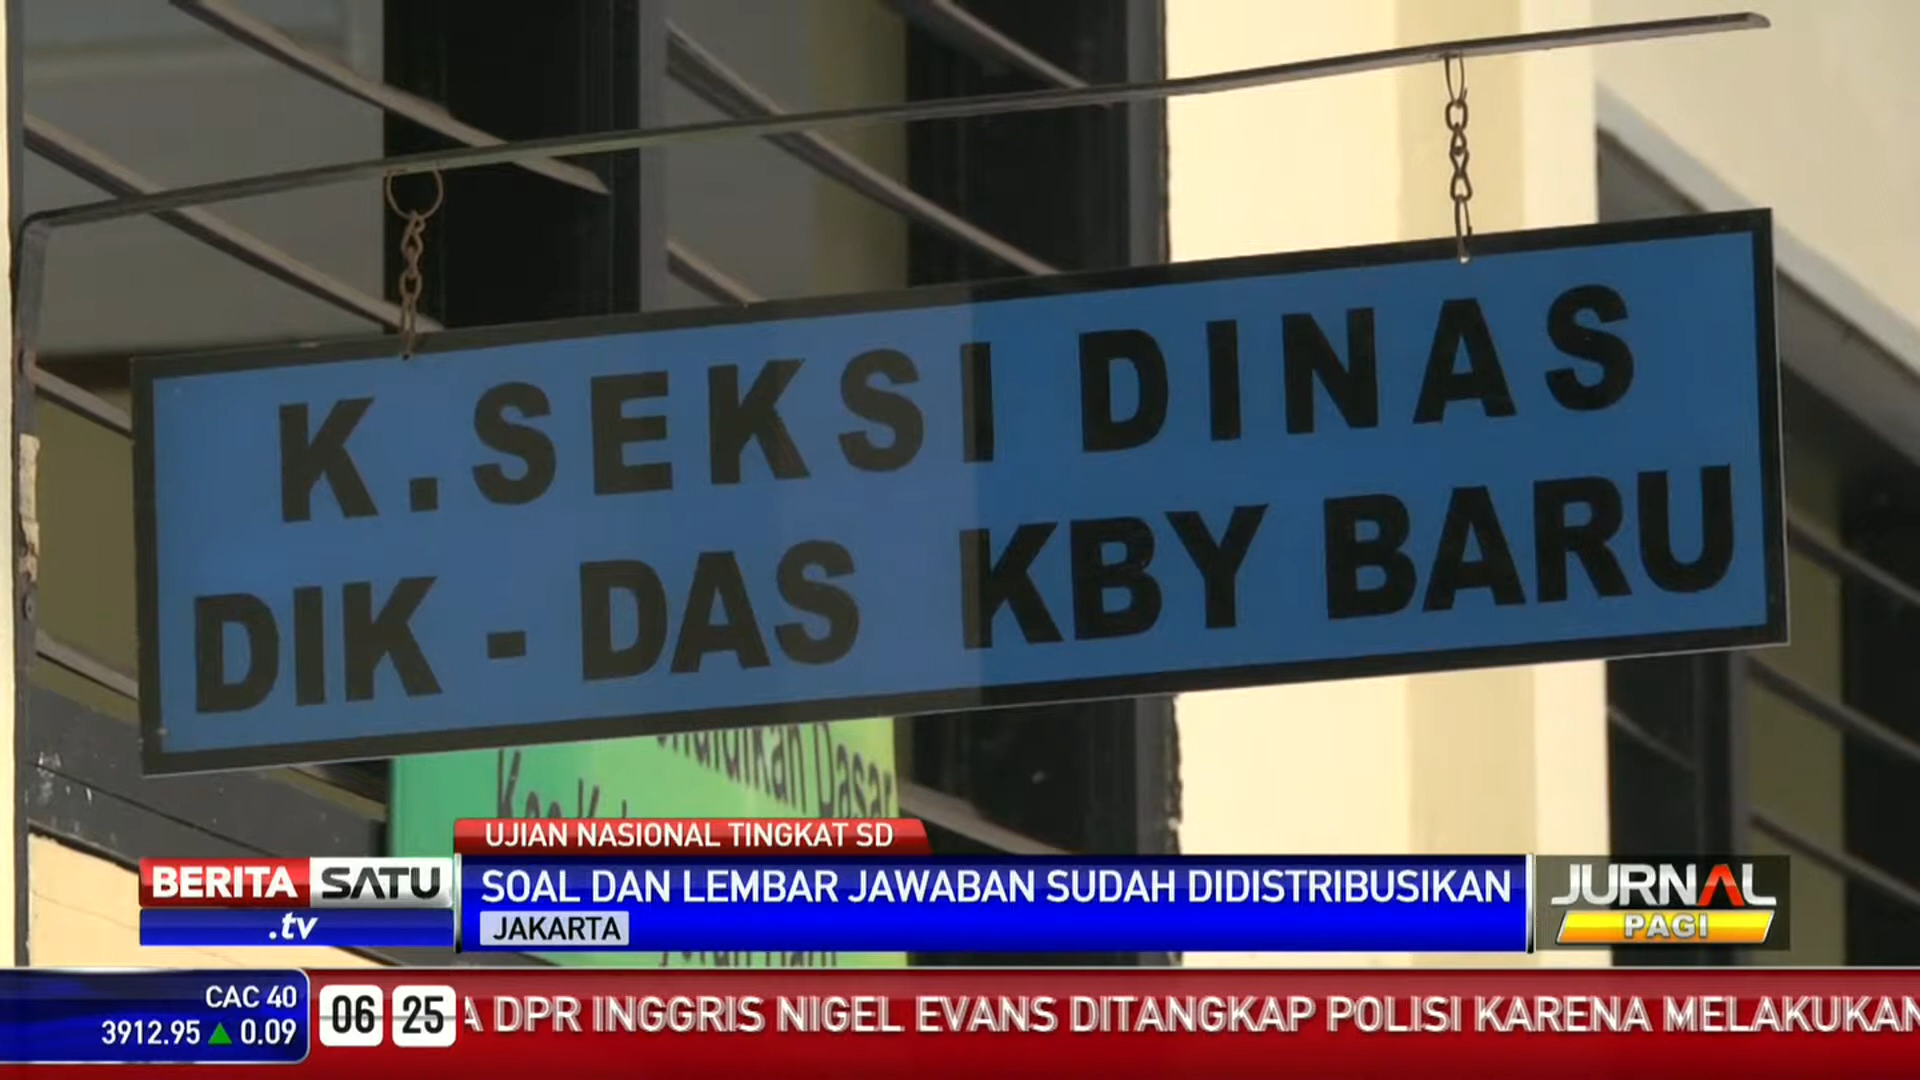 K.SEKSI DINAS
DIK - DAS KBY BARU
Dasar
UJIAN NASIONAL TINGKAT SD
BERITA SATU
.tv
SOAL DAN LEMBAR JAWABAN SUDAH DIDISTRIBUSIKAN
JAKARTA
JURNAL
PAGI
CAC 40
3912.95 ▲ 0.09
06 25
A DPR INGGRIS NIGEL EVANS DITANGKAP POLISI KARENA MELAKUKAN